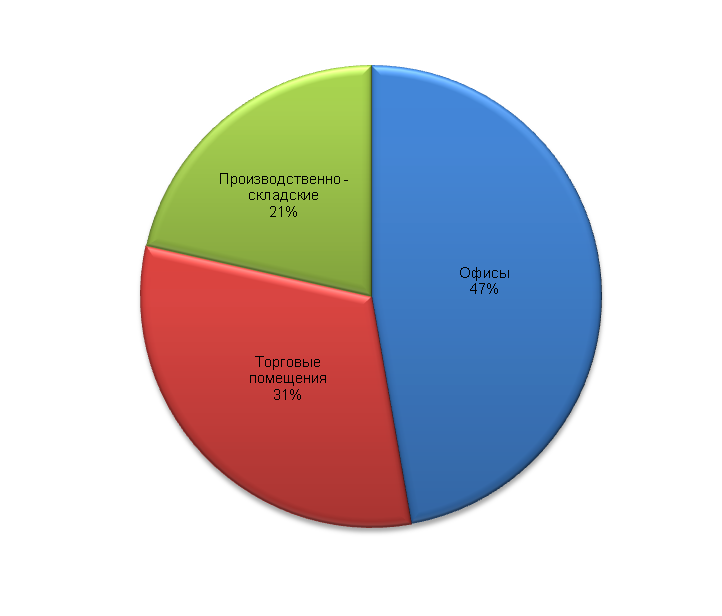 Производственно-
складские
21%
Офисы
47%
Торговые
помещения
31%